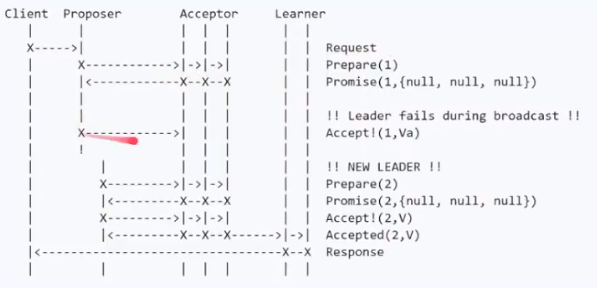 Client Proposer Acceptor Learner
Request
Prepare(1)
Promise(1,{null, null, null})
!! Leader fails during broadcast !!
Accept!(1,Va)
!
!! NEW LEADER !!
Prepare(2)
Promise(2,{null, null, null})
Accept!(2,V)
Accepted(2,V)
Response